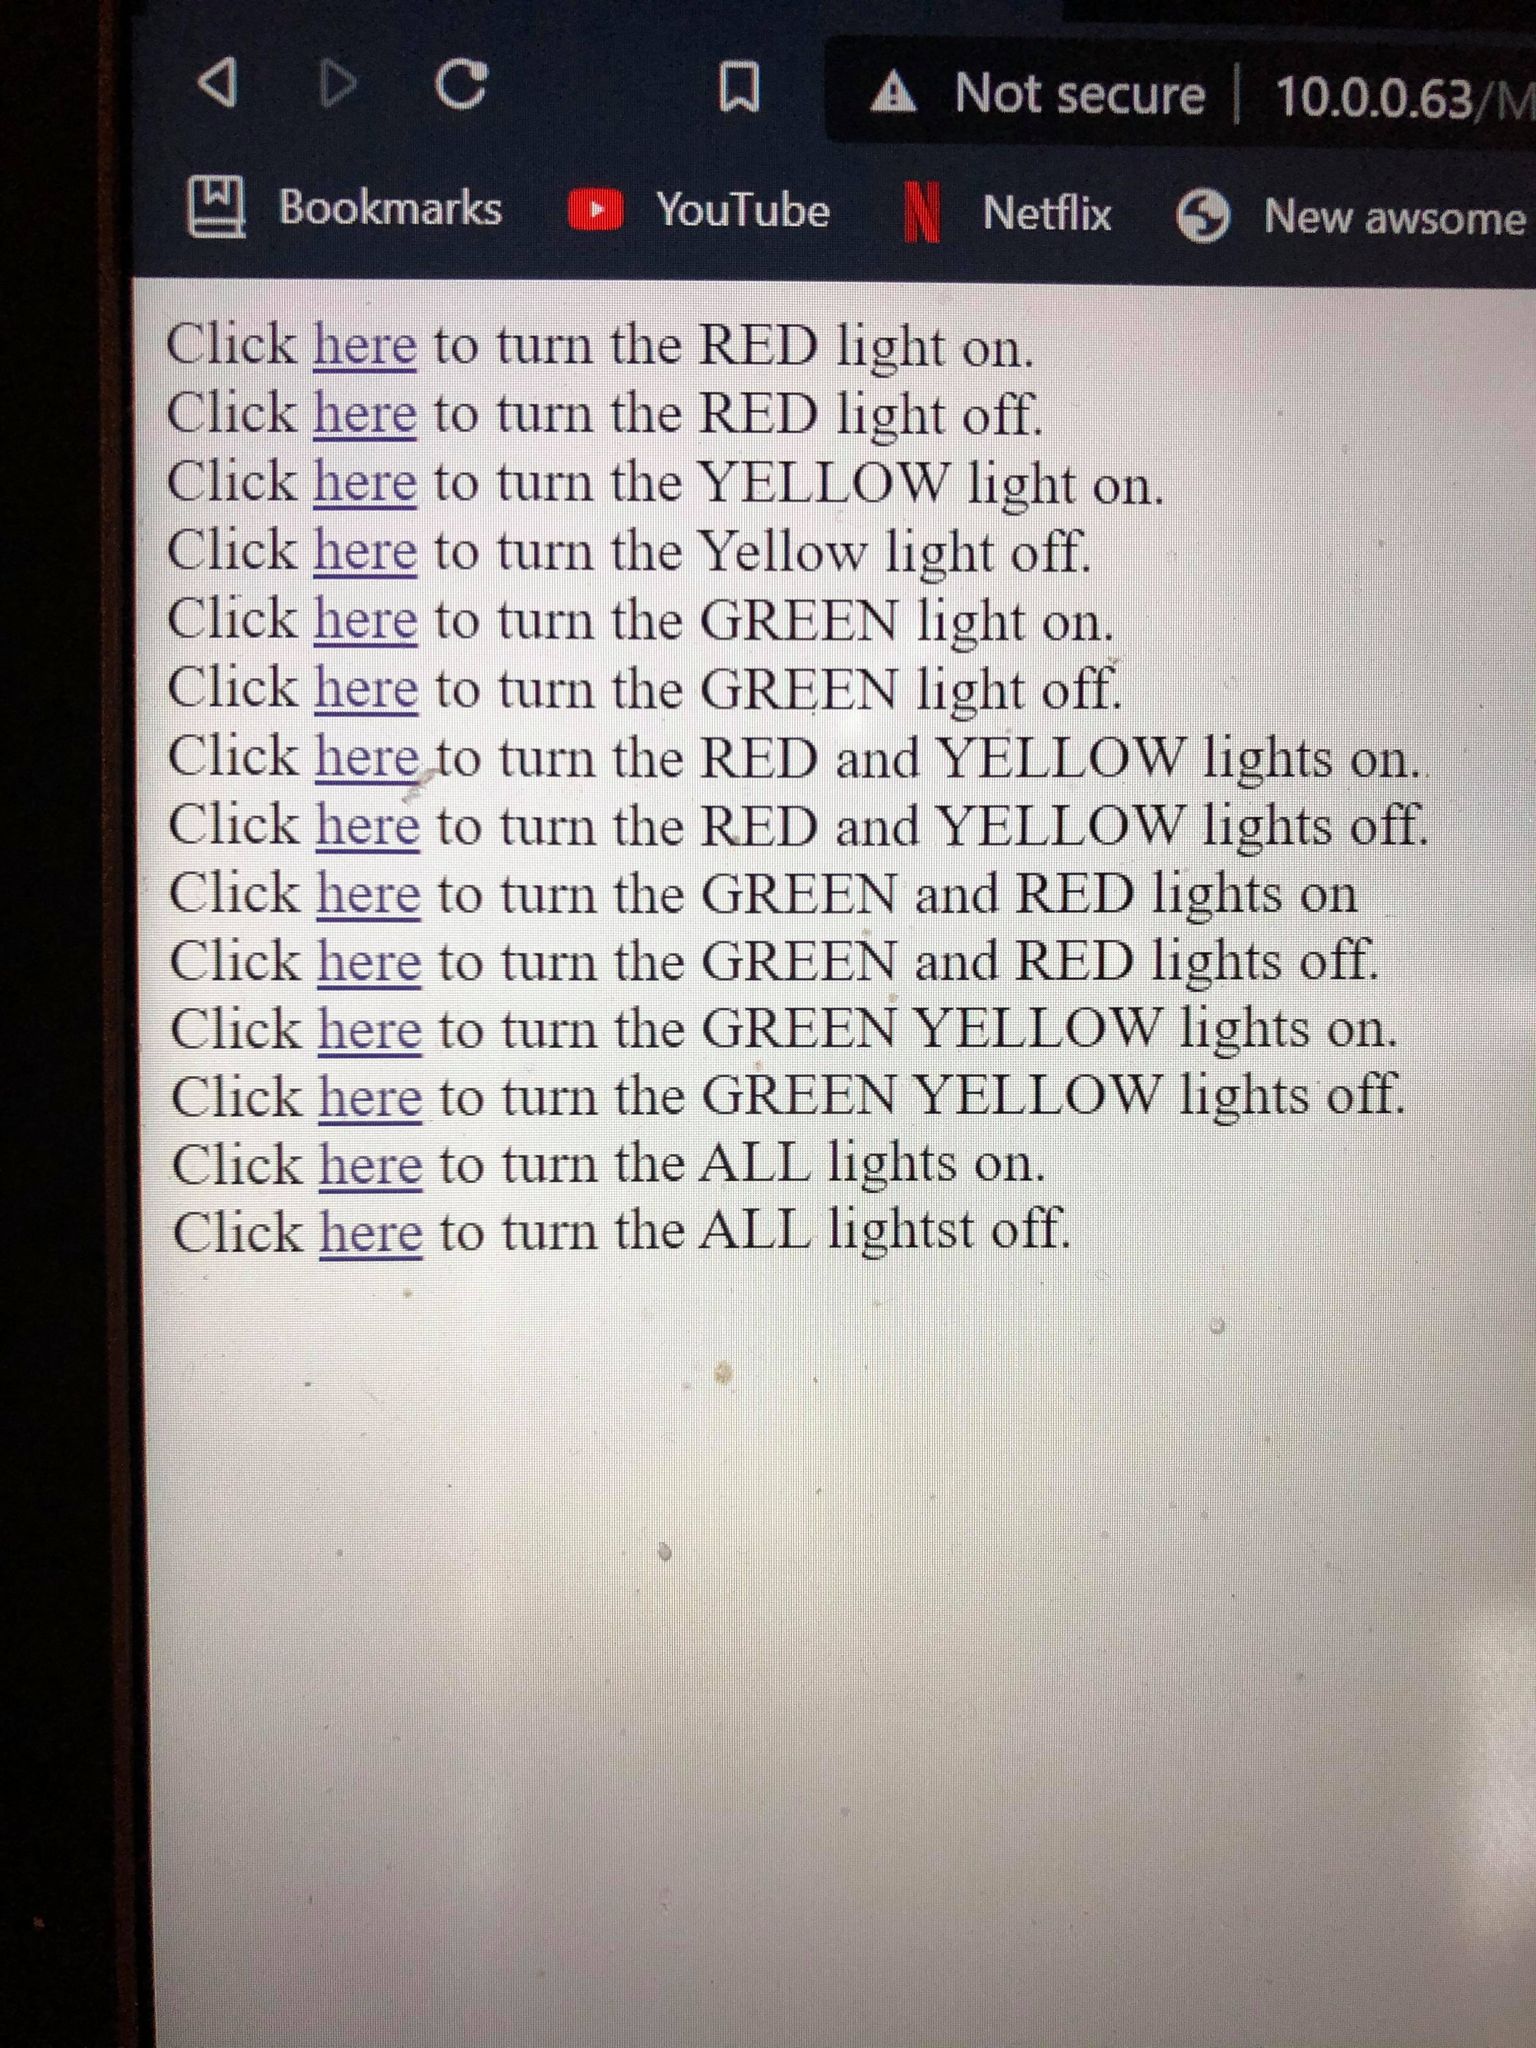 Not secure | 10.0.0.63/M
Bookmarks YouTube N Netflix New awsome
Click here to turn the RED light on.
Click here to turn the RED light off.
Click here to turn the YELLOW light on.
Click here to turn the Yellow light off.
Click here to turn the GREEN light on.
Click here to turn the GREEN light off.
Click here to turn the RED and YELLOW lights on.
Click here to turn the RED and YELLOW lights off.
Click here to turn the GREEN and RED lights on
Click here to turn the GREEN and RED lights off.
Click here to turn the GREEN YELLOW lights on.
Click here to turn the GREEN YELLOW lights off.
Click here to turn the ALL lights on.
Click here to turn the ALL lightst off.